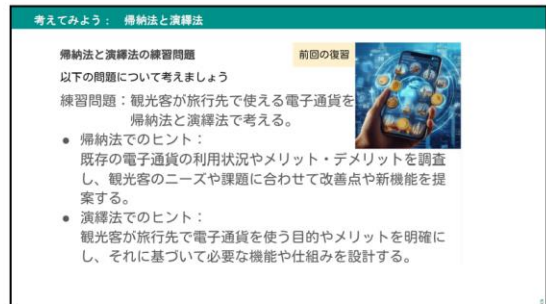 考えてみよう： 帰納法と演繹法
帰納法と演繹法の練習問題
前回の復習
以下の問題について考えましょう
練習問題：観光客が旅行先で使える電子通貨を
帰納法と演繹法で考える。
● 帰納法でのヒント：
既存の電子通貨の利用状況やメリット・デメリットを調査
し、観光客のニーズや課題に合わせて改善点や新機能を提
案する。
● 演繹法でのヒント：
観光客が旅行先で電子通貨を使う目的やメリットを明確に
し、それに基づいて必要な機能や仕組みを設計する。